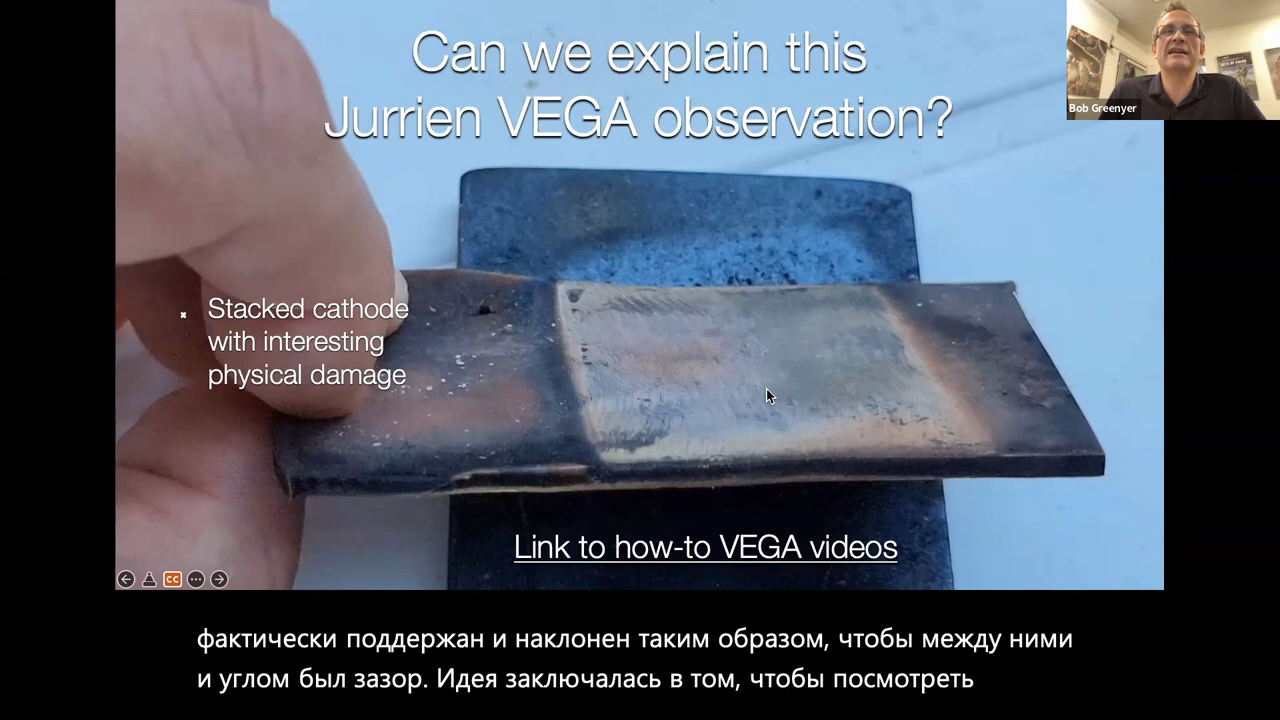 Can we explain this
Jurrien VEGA observation?
Bob Greenyer
Stacked cathode
with interesting
physical damage
Link to how-to VEGA videos
CC
фактически поддержан и наклонен таким образом, чтобы между ними
и углом был зазор. Идея заключалась в том, чтобы посмотреть